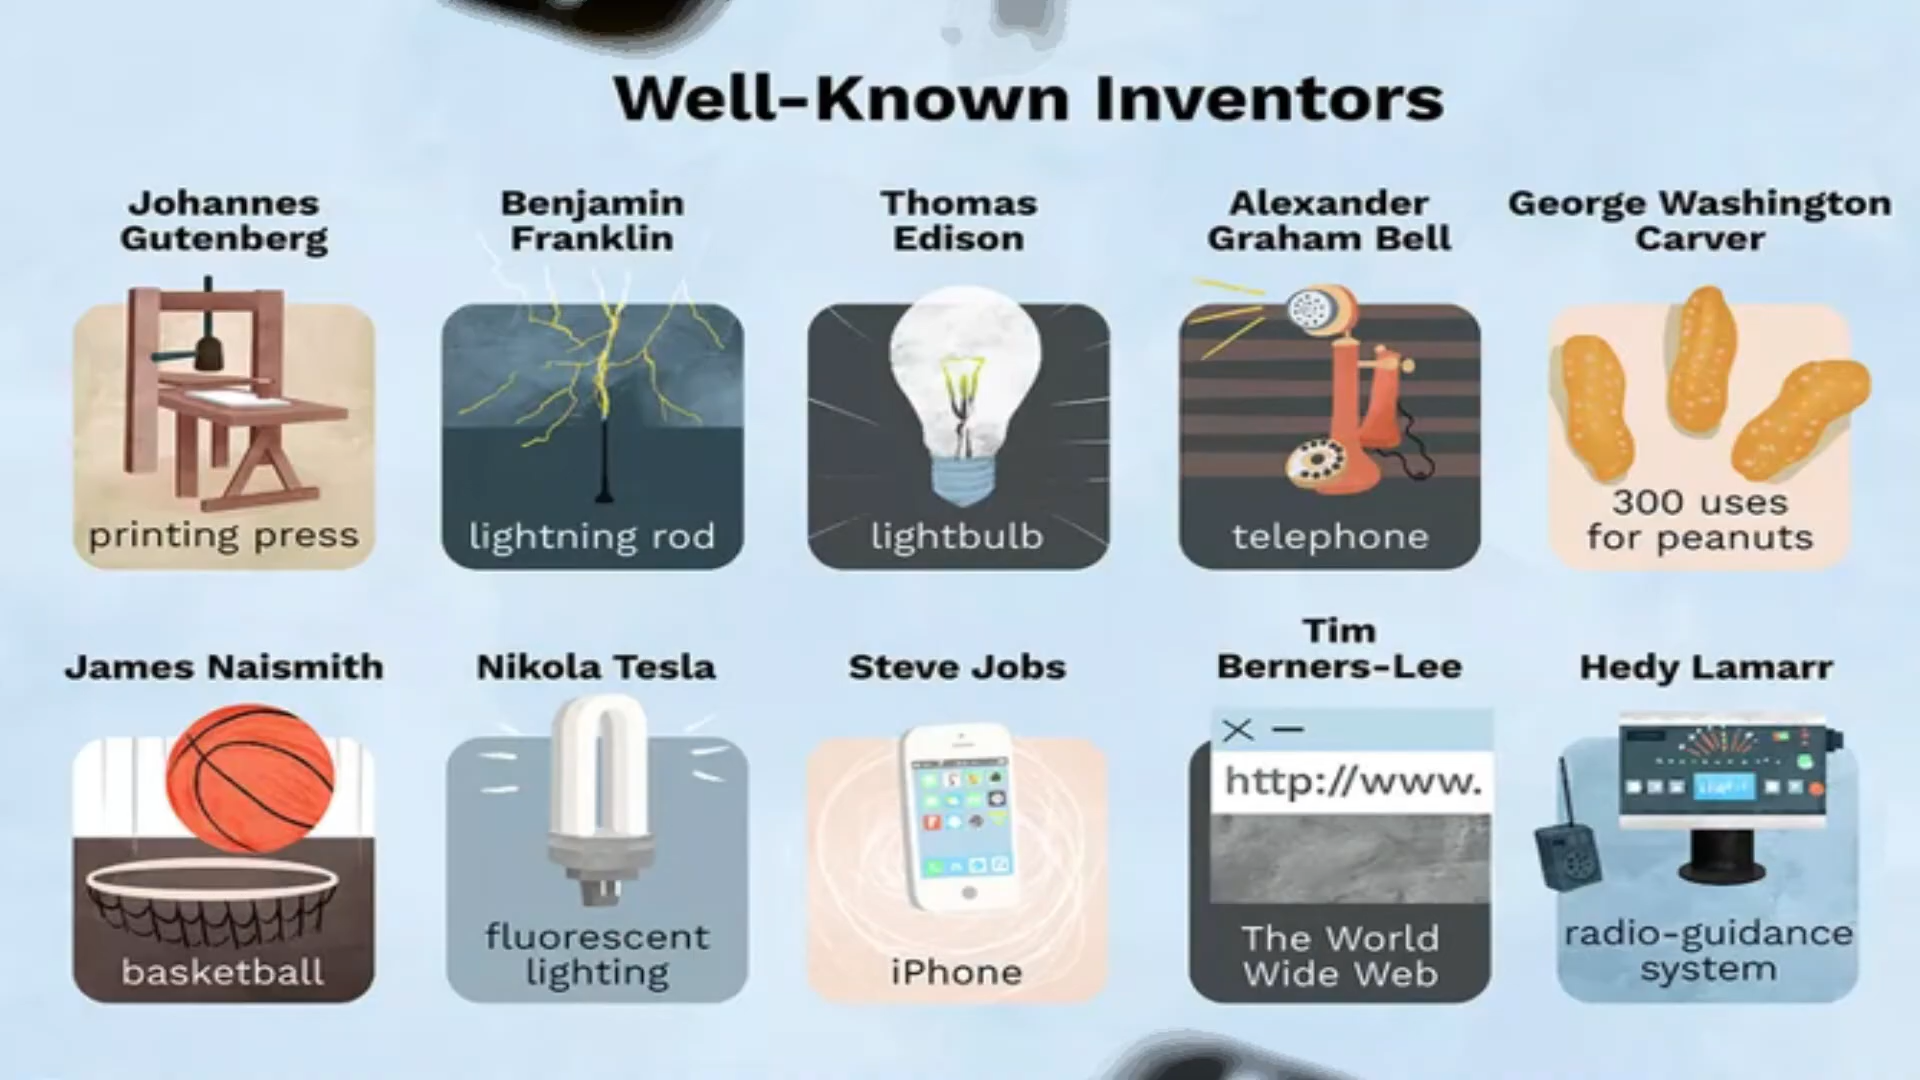 Well-Known Inventors
Johannes
Gutenberg
printing press
Benjamin
Franklin
lightning rod
Thomas
Edison
lightbulb
Alexander
Graham Bell
telephone
George Washington
Carver
300 uses
for peanuts
James Naismith
basketball
Nikola Tesla
fluorescent
lighting
Steve Jobs
iPhone
Tim
Berners-Lee
http://www.
The World
Wide Web
Hedy Lamarr
radio-guidance
system